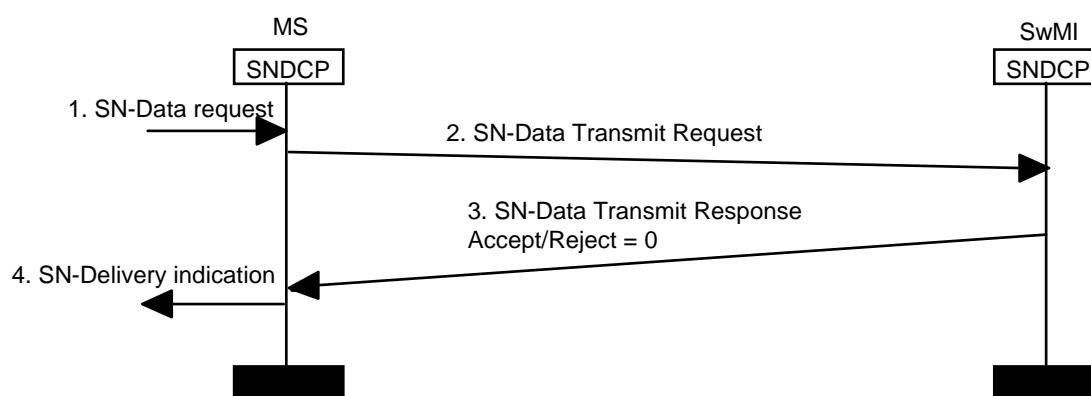 MS
SwMI
SNDCP
SNDCP
1. SN-Data request
2. SN-Data Transmit Request
3. SN-Data Transmit Response
Accept/Reject = 0
4. SN-Delivery indication